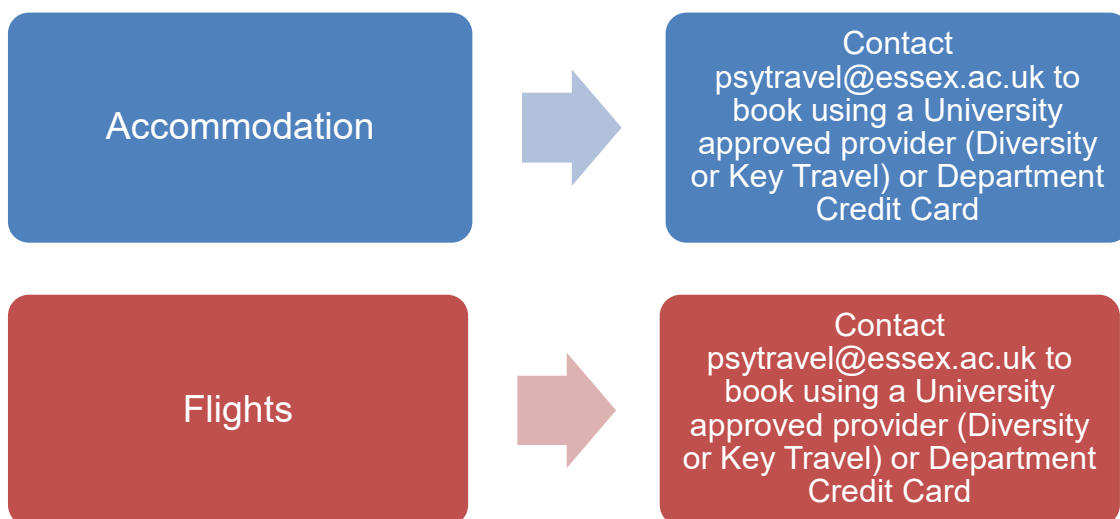 Accommodation
Contact
psytravel@essex.ac.uk to
book using a University
approved provider (Diversity
or Key Travel) or Department
Credit Card
Flights
Contact
psytravel@essex.ac.uk to
book using a University
approved provider (Diversity
or Key Travel) or Department
Credit Card